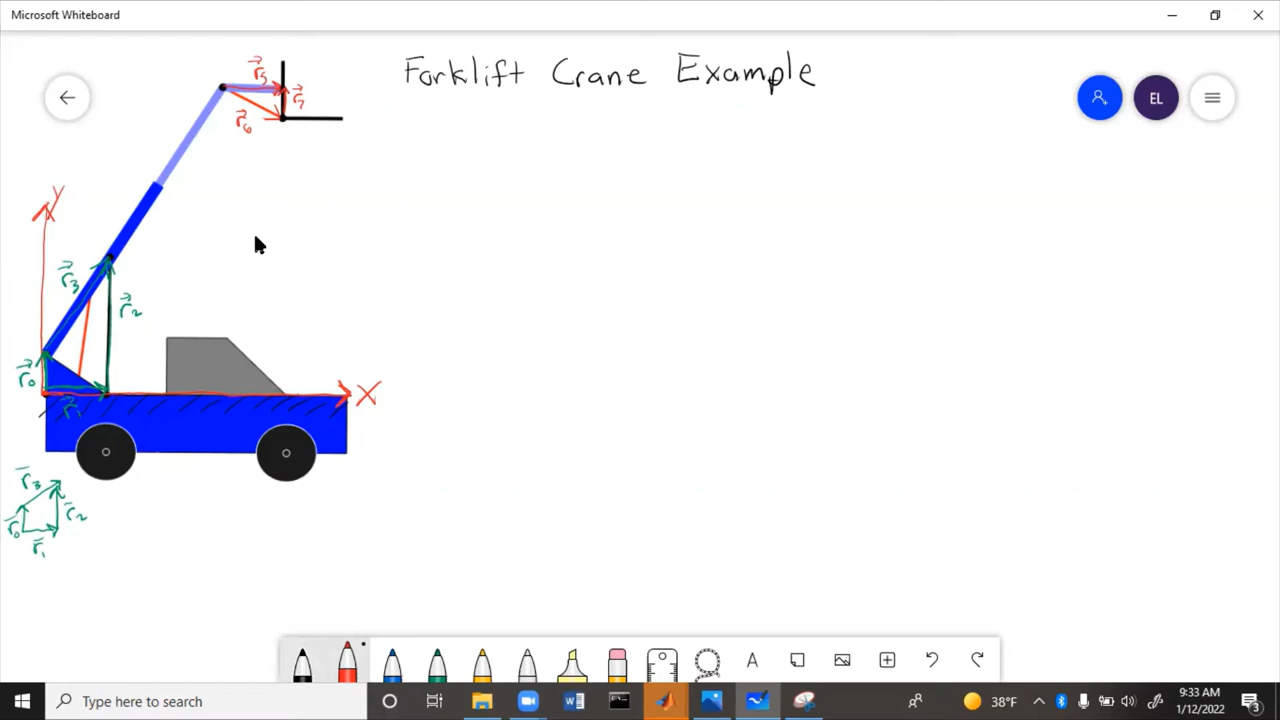 Microsoft Whiteboard
Forklift Crane Example
EL
r5
r7
r6
Y
r3
r2
r0
r1
X
r3
r2
r0
r1
A
Type here to search
38°F
9:33 AM
1/12/2022
3